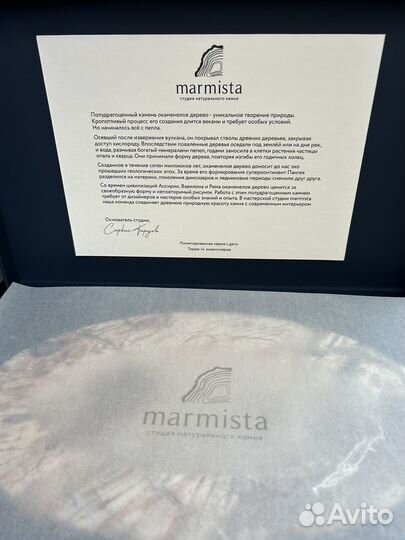 marmista
студия натурального камня
Полудрагоценный камень окаменелое дерево - уникальное творение природы.
Кропотливый процесс его создания длится веками и требует особых условий.
Но начиналось всё с пепла.
Осевший после извержения вулкана, он покрывал стволы древних деревьев, закрывая
доступ кислороду. Впоследствии поваленные деревья оседали под землёй или на дне рек,
и вода, размывая богатый минералами пепел, годами заносила в клетки растения частицы
опала и кварца. Они принимали форму дерева, повторяя изгибы его годичных колец.
Созданное в течение сотен миллионов лет, окаменелое дерево доносит до нас эхо
прошедших геологических эпох. За время его формирования суперконтинент Пангея
разделился на материки, поколения динозавров и ледниковые периоды сменили друг друга.
Со времен цивилизаций Ассирии, Вавилона и Рима окаменелое дерево ценится за
своеобразную форму и неповторимый рисунок. Работа с этим полудрагоценным камнем
требует от дизайнеров и мастеров особых знаний и опыта. В мастерской студии marmista
наша команда соединяет древнюю природную красоту камня с современным интерьером
Основатель студии,
Лимитированная серия Ligero
Тираж 14 экземпляров
marmista
студия натурального камня
Avito